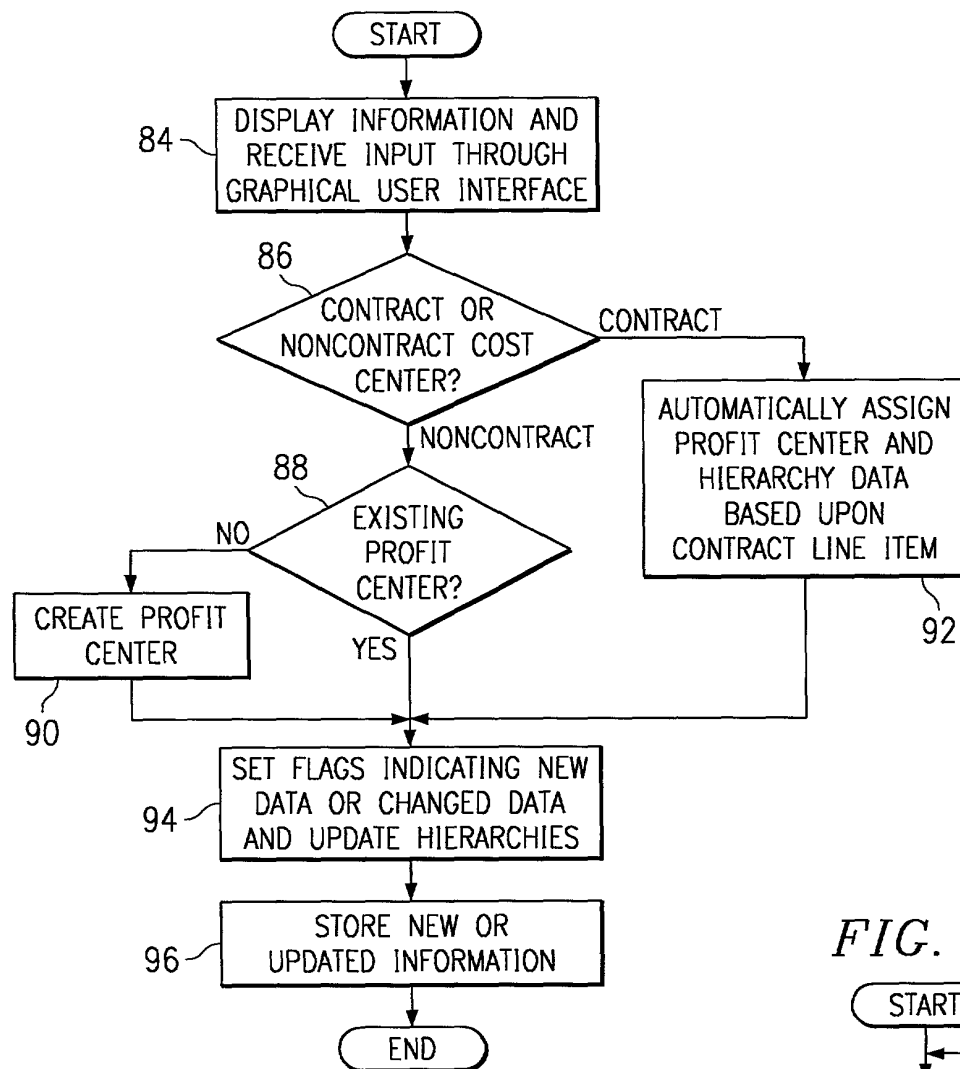 START
84
DISPLAY INFORMATION AND
RECEIVE INPUT THROUGH
GRAPHICAL USER INTERFACE
86
CONTRACT OR
NONCONTRACT COST
CENTER?
CONTRACT
NONCONTRACT
AUTOMATICALLY ASSIGN
PROFIT CENTER AND
HIERARCHY DATA
BASED UPON
CONTRACT LINE ITEM
92
88
EXISTING
PROFIT
CENTER?
NO
YES
CREATE PROFIT
CENTER
90
94
SET FLAGS INDICATING NEW
DATA OR CHANGED DATA
AND UPDATE HIERARCHIES
96
STORE NEW OR
UPDATED INFORMATION
END
FIG.
START